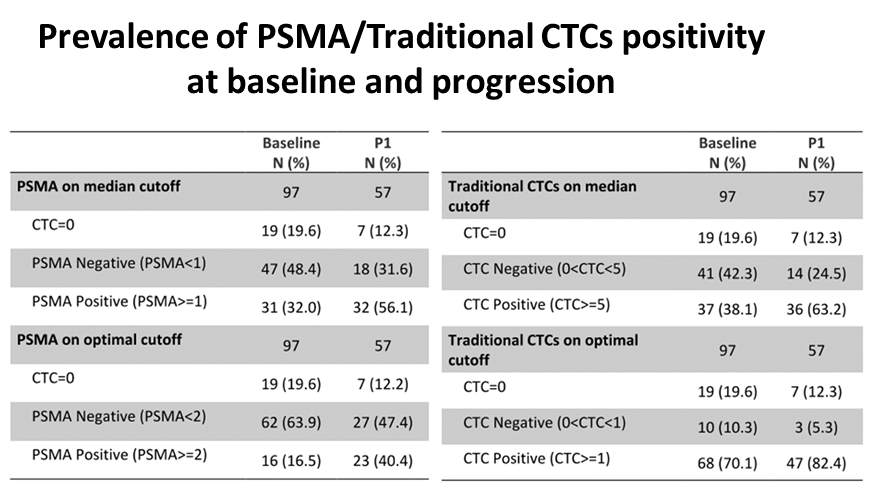 Prevalence of PSMA/Traditional CTCs positivity
at baseline and progression
Baseline P1
N (%) N (%)
PSMA on median cutoff 97 57
CTC=0 19 (19.6) 7 (12.3)
PSMA Negative (PSMA<1) 47 (48.4) 18 (31.6)
PSMA Positive (PSMA>=1) 31 (32.0) 32 (56.1)
PSMA on optimal cutoff 97 57
CTC=0 19 (19.6) 7 (12.2)
PSMA Negative (PSMA<2) 62 (63.9) 27 (47.4)
PSMA Positive (PSMA>=2) 16 (16.5) 23 (40.4)
Baseline P1
N (%) N (%)
Traditional CTCs on median
cutoff 97 57
CTC=0 19 (19.6) 7 (12.3)
CTC Negative (0<CTC<5) 41 (42.3) 14 (24.5)
CTC Positive (CTC>=5) 37 (38.1) 36 (63.2)
Traditional CTCs on optimal
cutoff 97 57
CTC=0 19 (19.6) 7 (12.3)
CTC Negative (0<CTC<1) 10 (10.3) 3 (5.3)
CTC Positive (CTC>=1) 68 (70.1) 47 (82.4)